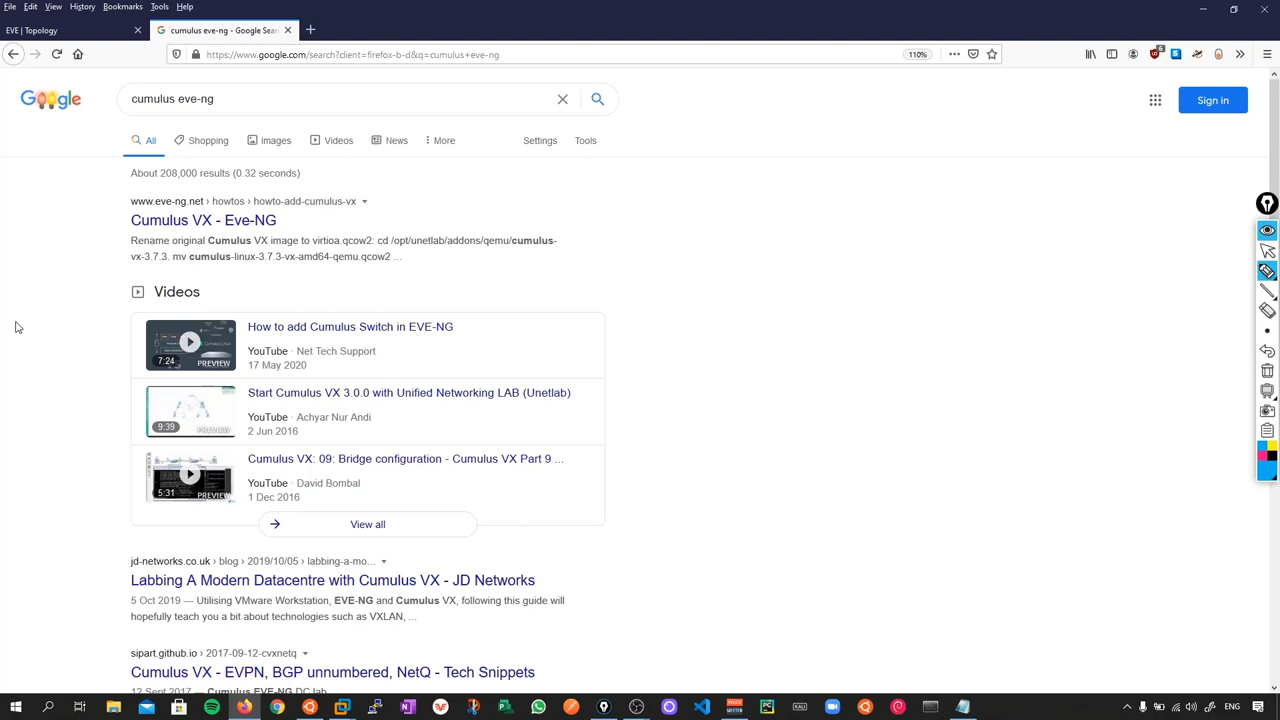 File Edit View History Bookmarks Tools Help
EVE | Topology
cumulus eve-ng - Google Sear
https://www.google.com/search?client=firefox-b-d&q=cumulus+eve-ng
110%
Google
cumulus eve-ng
Sign in
All
Shopping
Images
Videos
News
More
Settings
Tools
About 208,000 results (0.32 seconds)
www.eve-ng.net › howtos › howto-add-cumulus-vx
Cumulus VX - Eve-NG
Rename original Cumulus VX image to virtioa.qcow2: cd /opt/unetlab/addons/qemu/cumulus-
vx-3.7.3. mv cumulus-linux-3.7.3-vx-amd64-qemu.qcow2 ...
Videos
How to add Cumulus Switch in EVE-NG
YouTube · Net Tech Support
17 May 2020
7:24
PREVIEW
Start Cumulus VX 3.0.0 with Unified Networking LAB (Unetlab)
YouTube · Achyar Nur Andi
2 Jun 2016
9:39
PREVIEW
Cumulus VX: 09: Bridge configuration - Cumulus VX Part 9 ...
YouTube · David Bombal
1 Dec 2016
5:31
PREVIEW
View all
jd-networks.co.uk › blog › 2019/10/05 › labbing-a-mo...
Labbing A Modern Datacentre with Cumulus VX - JD Networks
5 Oct 2019 — Utilising VMware Workstation, EVE-NG and Cumulus VX, following this guide will
hopefully teach you a bit about technologies such as VXLAN, ...
sipart.github.io › 2017-09-12-cvxnetq
Cumulus VX - EVPN, BGP unnumbered, NetQ - Tech Snippets
12 Sept 2017 — Cumulus EVE-NG DC lab
ENG